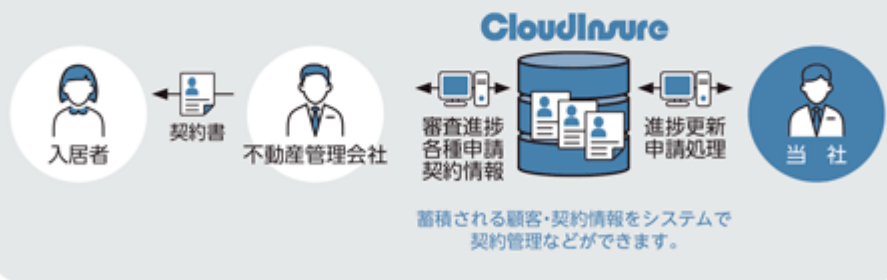 CloudInsure
入居者
契約書
不動産管理会社
審査進捗
各種申請
契約情報
進捗更新
申請処理
当 社
蓄積される顧客・契約情報をシステムで
契約管理などができます。